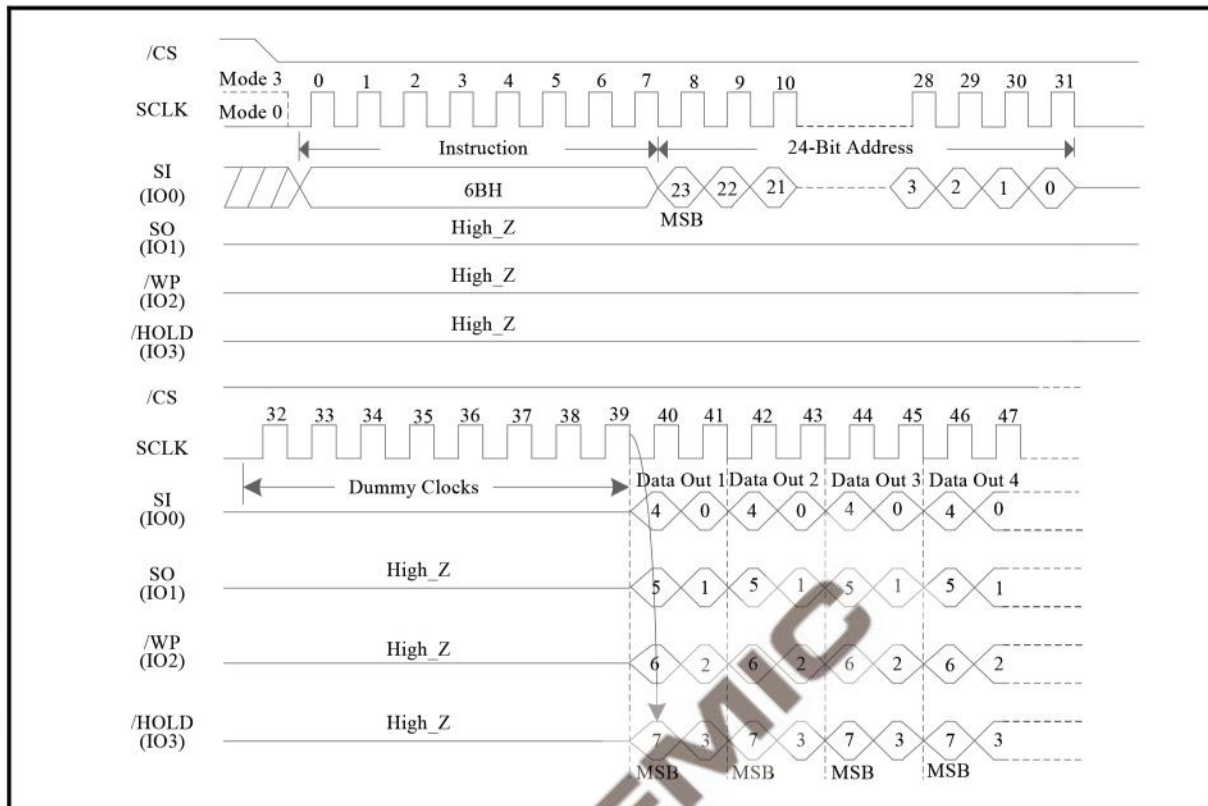 /CS
Mode 3
0 1 2 3 4 5 6 7 8 9 10 28 29 30 31
SCLK
Mode 0
Instruction
24-Bit Address
SI
(IO0)
6BH
23 22 21 3 2 1 0
MSB
SO
(IO1)
High_Z
/WP
(IO2)
High_Z
/HOLD
(IO3)
High_Z
/CS
32 33 34 35 36 37 38 39 40 41 42 43 44 45 46 47
SCLK
Dummy Clocks
Data Out 1 Data Out 2 Data Out 3 Data Out 4
SI
(IO0)
4 0 4 0 4 0 4 0
SO
(IO1)
High_Z
5 1 5 1 5 1 5 1
/WP
(IO2)
High_Z
6 2 6 2 6 2 6 2
/HOLD
(IO3)
High_Z
7 3 7 3 7 3 7 3
MSB MSB MSB MSB